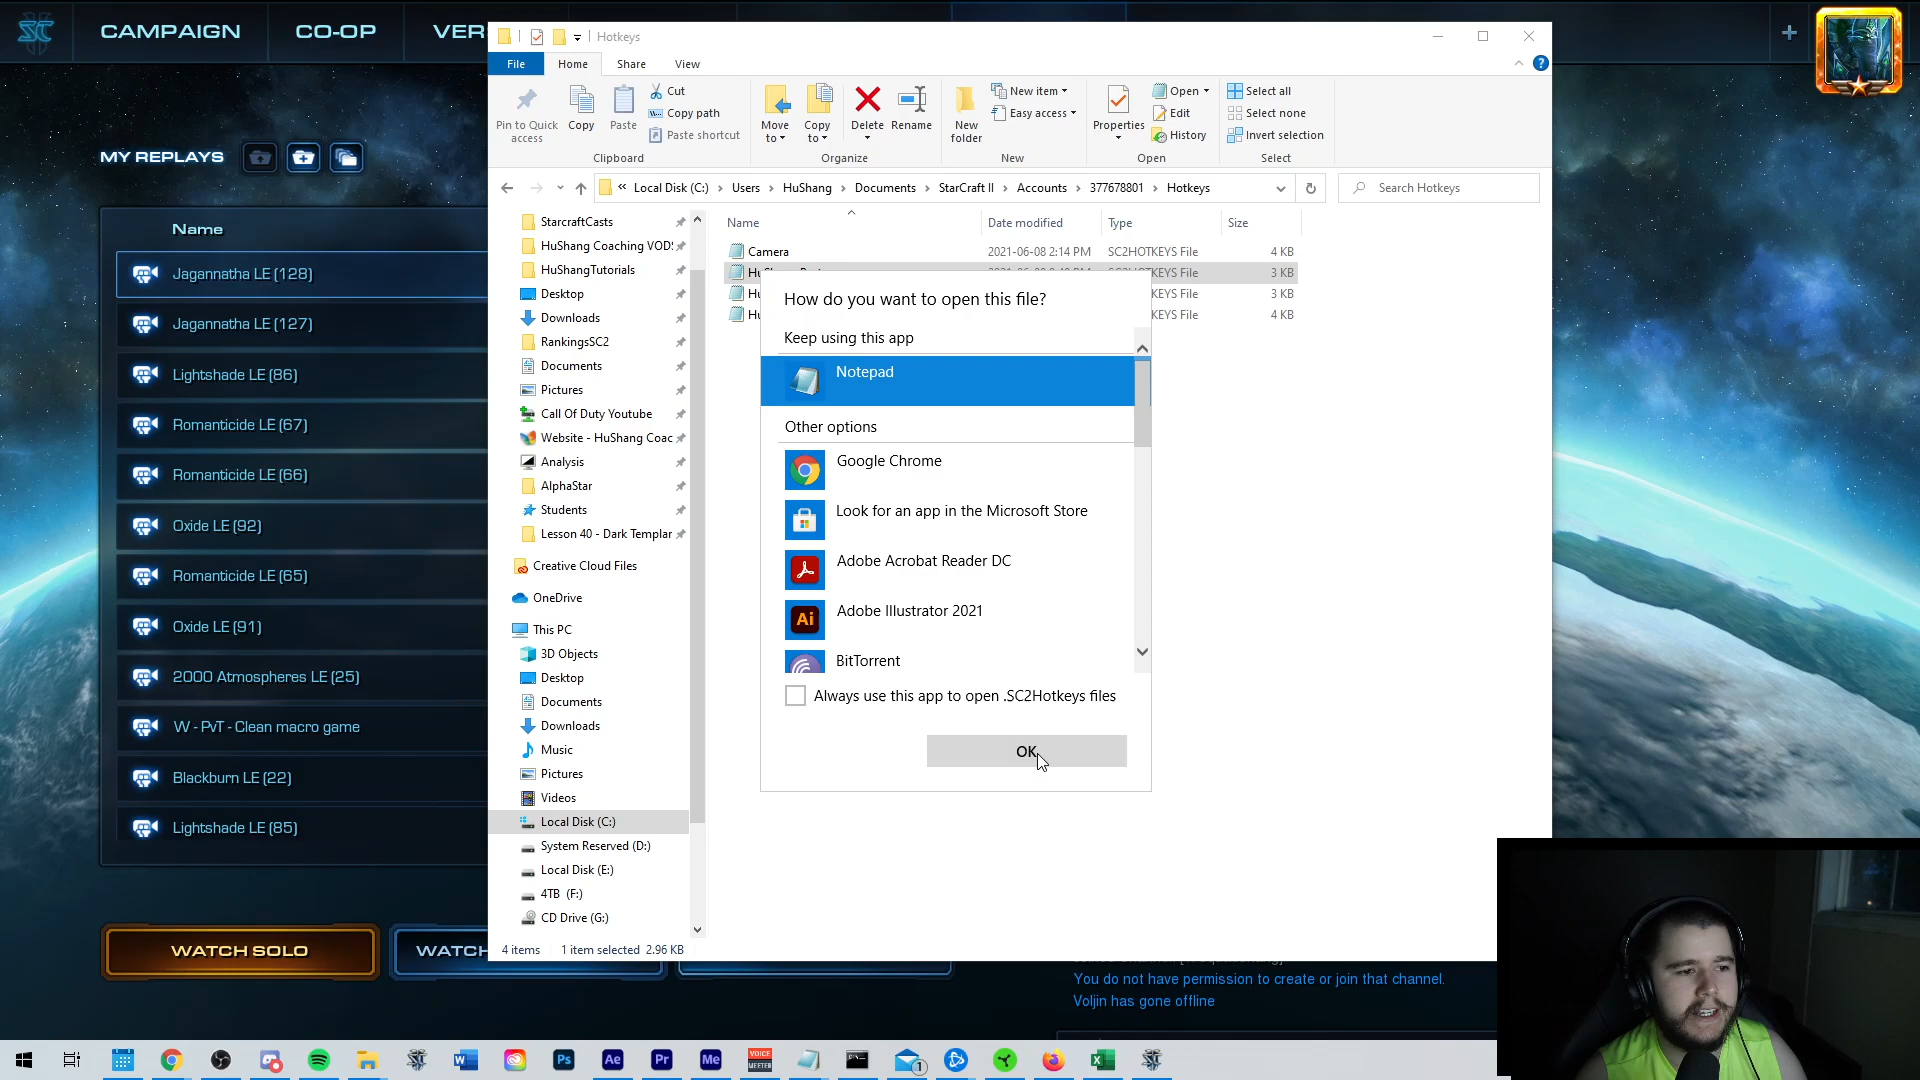 CAMPAIGN
CO-OP
Hotkeys
File
Home
Share
View
Pin to Quick access
Copy
Paste
Cut
Copy path
Paste shortcut
Clipboard
Move to
Copy to
Delete
Rename
Organize
New folder
New item
Easy access
New
Properties
Open
Edit
History
Open
Select all
Select none
Invert selection
Select
« Local Disk (C:) > Users > HuShang > Documents > StarCraft II > Accounts > 377678801 > Hotkeys
Search Hotkeys
MY REPLAYS
Name
Jagannatha LE (128)
Jagannatha LE (127)
Lightshade LE (86)
Romanticide LE (67)
Romanticide LE (66)
Oxide LE (92)
Romanticide LE (65)
Oxide LE (91)
2000 Atmospheres LE (25)
W - PvT - Clean macro game
Blackburn LE (22)
Lightshade LE (85)
WATCH SOLO
WATCH
StarcraftCasts
HuShang Coaching VOD
HuShangTutorials
Desktop
Downloads
RankingsSC2
Documents
Pictures
Call Of Duty Youtube
Website - HuShang Coac
Analysis
AlphaStar
Students
Lesson 40 - Dark Templar
Creative Cloud Files
OneDrive
This PC
3D Objects
Desktop
Documents
Downloads
Music
Pictures
Videos
Local Disk (C:)
System Reserved (D:)
Local Disk (E:)
4TB (F:)
CD Drive (G:)
4 items 1 item selected 2.96 KB
Name Date modified Type Size
Camera 2021-06-08 2:14 PM SC2HOTKEYS File 4 KB
SC2HOTKEYS File 3 KB
KEYS File 3 KB
KEYS File 4 KB
How do you want to open this file?
Keep using this app
Notepad
Other options
Google Chrome
Look for an app in the Microsoft Store
Adobe Acrobat Reader DC
Adobe Illustrator 2021
BitTorrent
Always use this app to open .SC2Hotkeys files
OK
You do not have permission to create or join that channel.
Voljin has gone offline
Ps
Ae
Pr
Me
VOICE MEETER
1